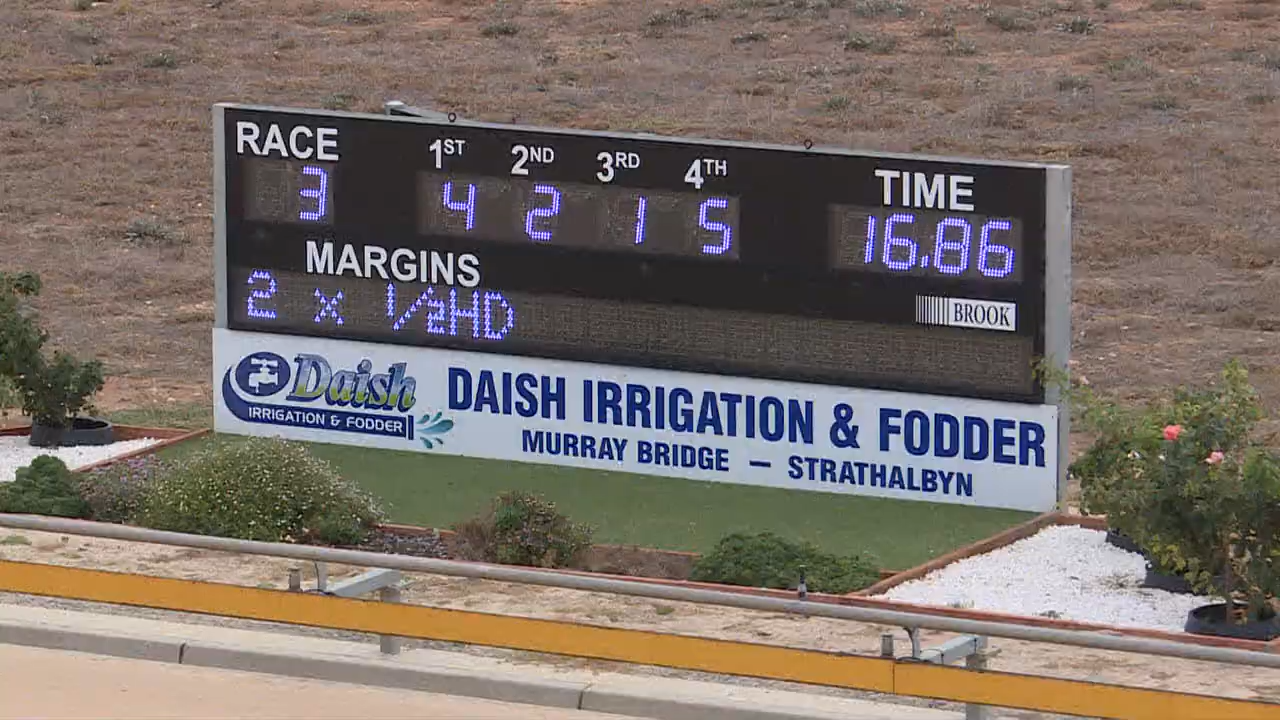 RACE 1ST 2ND 3RD 4TH TIME
3 4 2 1 5 16.86
MARGINS
2 x 1/2HD
BROOK
Daish
IRRIGATION & FODDER
DAISH IRRIGATION & FODDER
MURRAY BRIDGE – STRATHALBYN